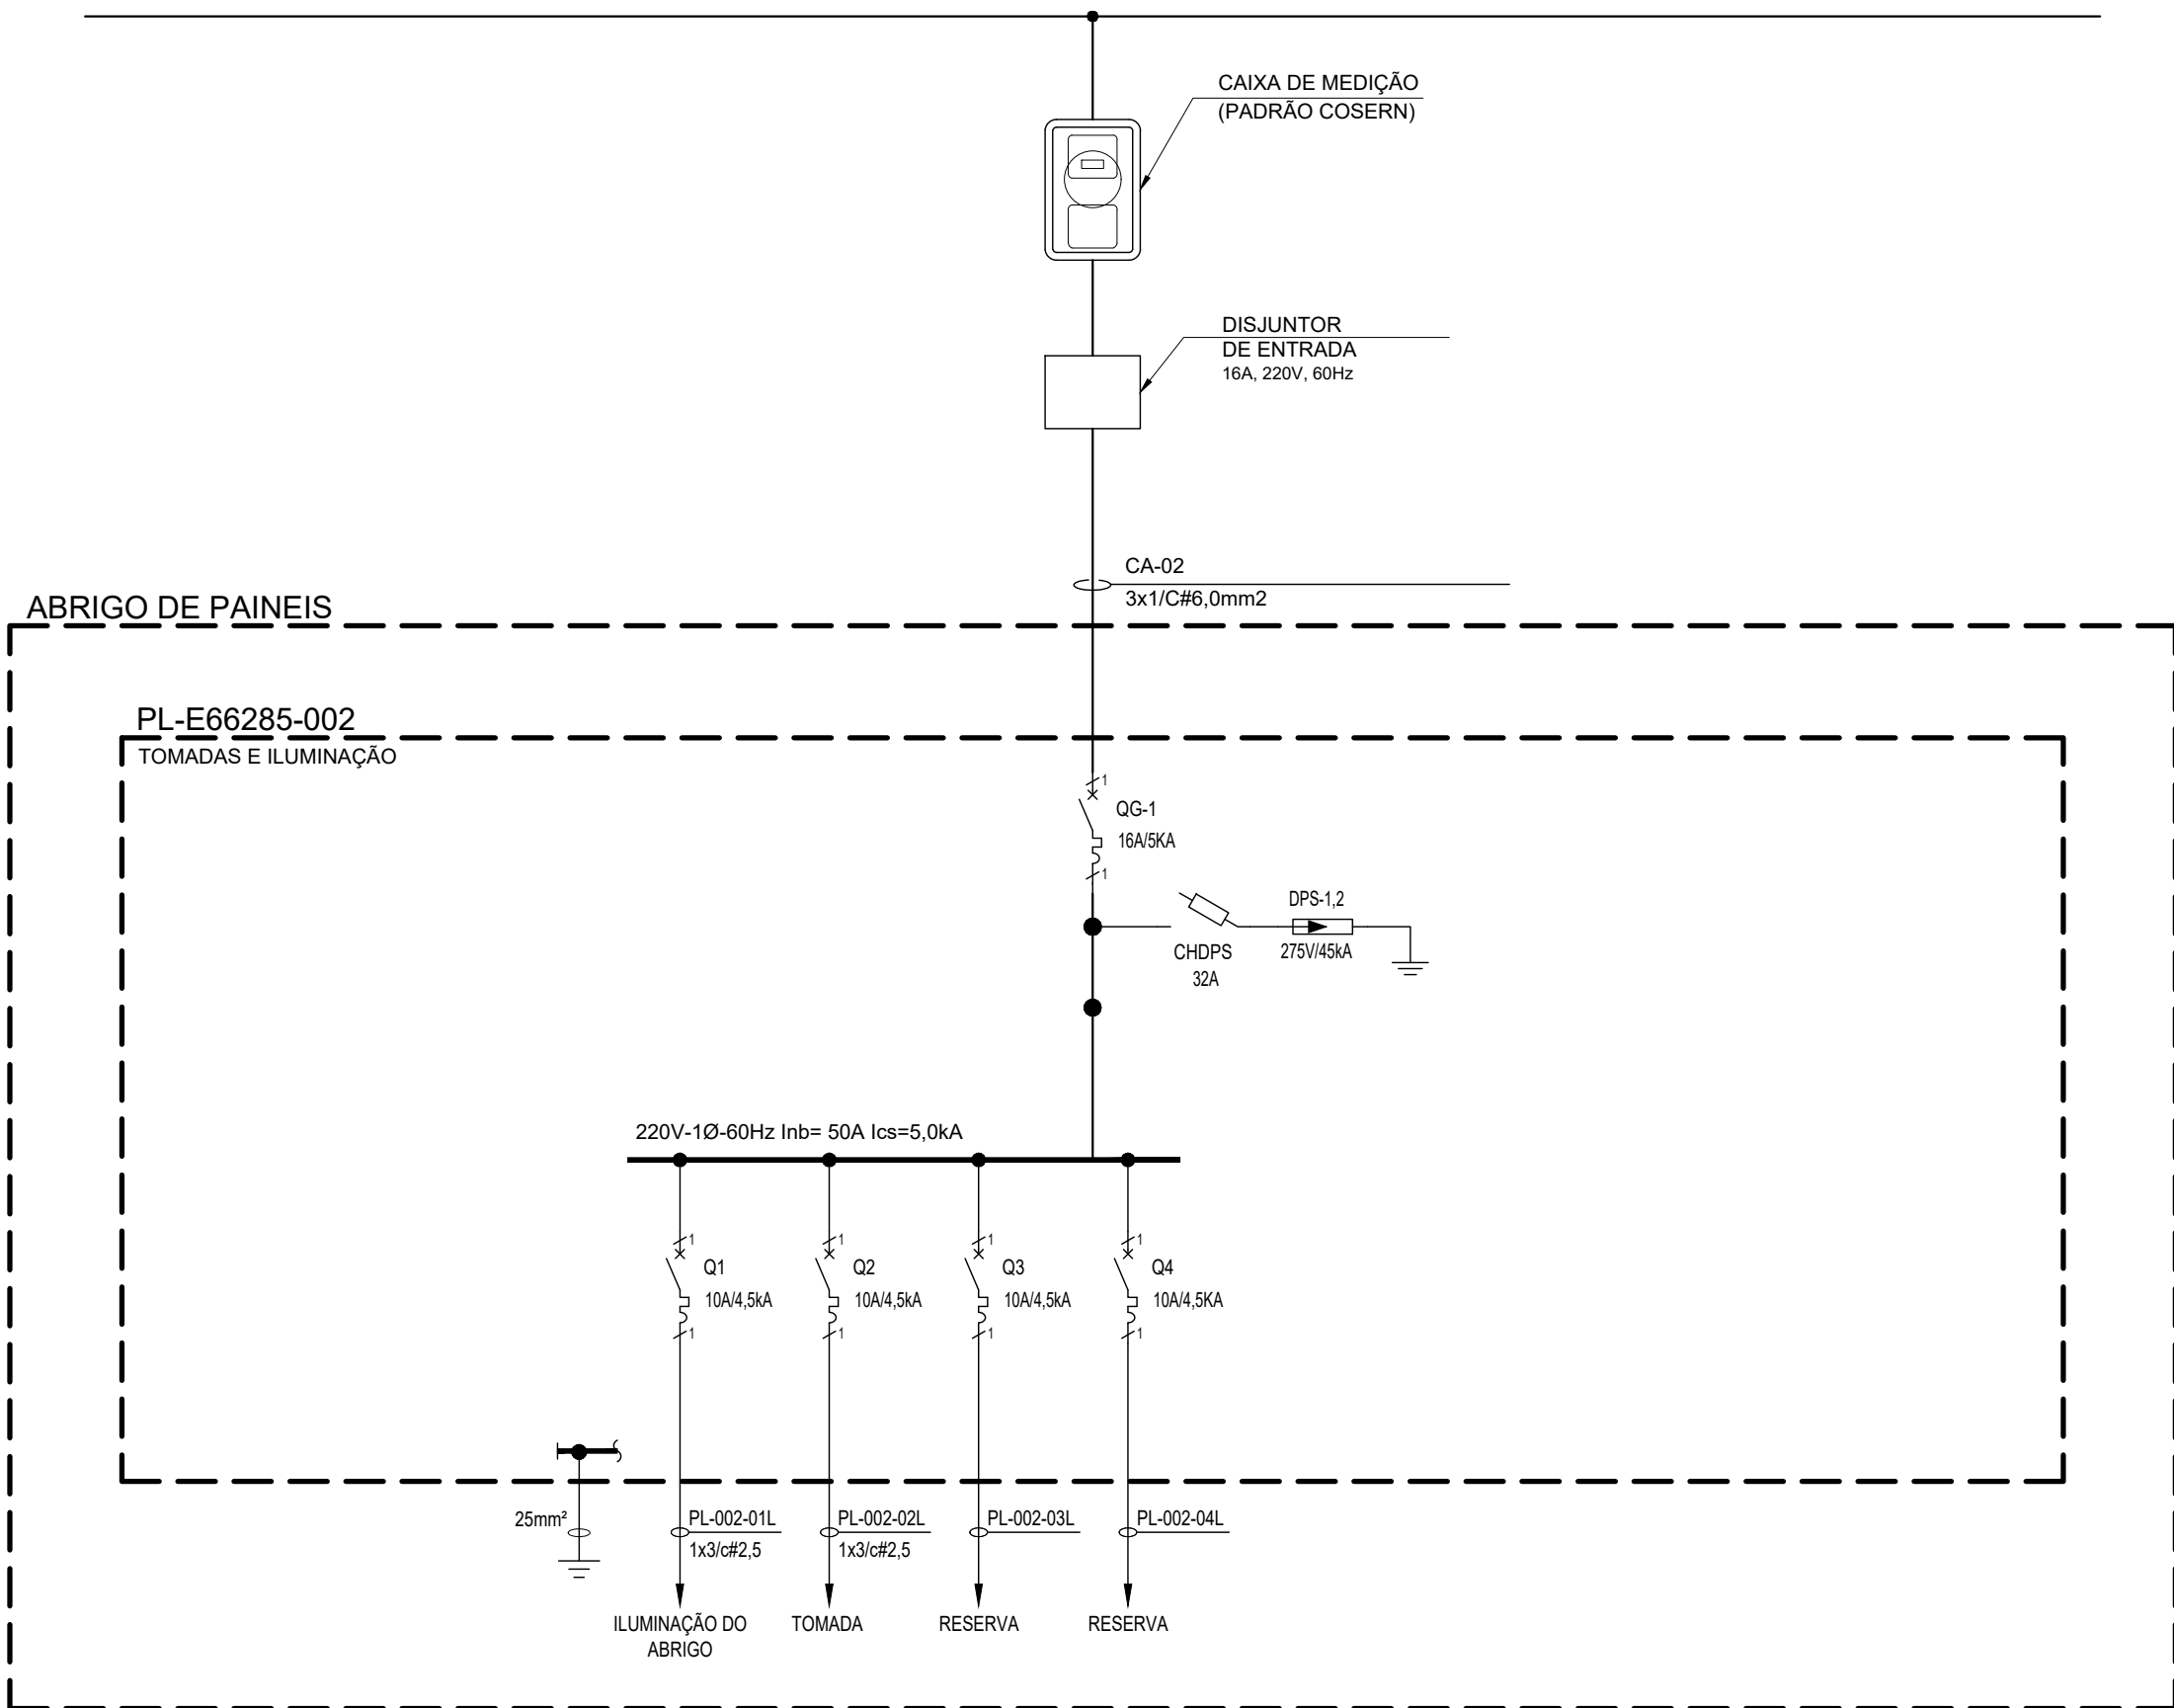 CAIXA DE MEDIÇÃO
(PADRÃO COSERN)
DISJUNTOR
DE ENTRADA
16A, 220V, 60Hz
CA-02
3x1/C#6,0mm2
ABRIGO DE PAINEIS
PL-E66285-002
TOMADAS E ILUMINAÇÃO
1
QG-1
16A/5KA
1
DPS-1,2
CHDPS
32A
275V/45kA
220V-1Ø-60Hz Inb= 50A Ics=5,0kA
1 1 1 1
Q1 Q2 Q3 Q4
10A/4,5kA 10A/4,5kA 10A/4,5kA 10A/4,5KA
1 1 1 1
25mm² PL-002-01L PL-002-02L PL-002-03L PL-002-04L
1x3/c#2,5 1x3/c#2,5
ILUMINAÇÃO DO TOMADA RESERVA RESERVA
ABRIGO